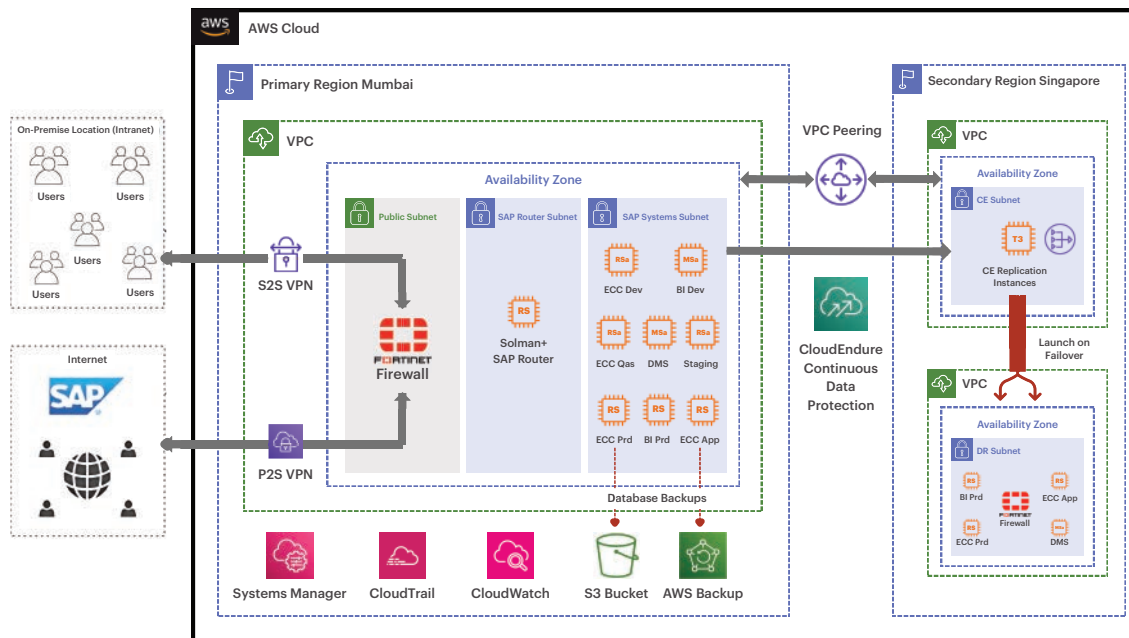 aws
AWS Cloud
Primary Region Mumbai
Secondary Region Singapore
On-Premise Location (Intranet)
Users
Users
Users
Users
Users
VPC
VPC Peering
VPC
Availability Zone
Availability Zone
Public Subnet
SAP Router Subnet
SAP Systems Subnet
CE Subnet
T3
CE Replication
Instances
S2S VPN
RSa
ECC Dev
MSa
BI Dev
RS
Solman+
SAP Router
FORTINET
Firewall
RSa
ECC Qas
MSa
DMS
RSa
Staging
CloudEndure
Continuous
Data
Protection
Launch on
Failover
Internet
SAP
P2S VPN
RS
ECC Prd
RS
BI Prd
RS
ECC App
Database Backups
VPC
Availability Zone
DR Subnet
RS
BI Prd
RS
ECC App
FORTINET
Firewall
RS
ECC Prd
MSa
DMS
Systems Manager
CloudTrail
CloudWatch
S3 Bucket
AWS Backup